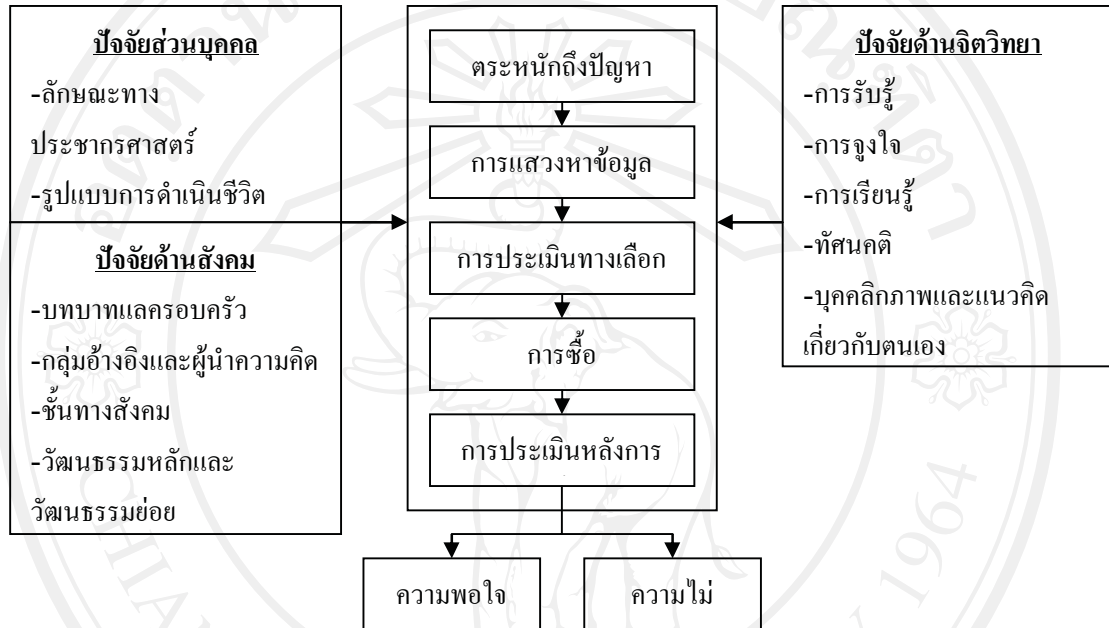 ปัจจัยส่วนบุคคล
-ลักษณะทาง
ประชากรศาสตร์
-รูปแบบการดำเนินชีวิต
ปัจจัยด้านสังคม
-บทบาทแลครอบครัว
-กลุ่มอ้างอิงและผู้นำความคิด
-ชั้นทางสังคม
-วัฒนธรรมหลักและ
วัฒนธรรมย่อย
ตระหนักถึงปัญหา
การแสวงหาข้อมูล
การประเมินทางเลือก
การซื้อ
การประเมินหลังการ
ความพอใจ
ความไม่
ปัจจัยด้านจิตวิทยา
-การรับรู้
-การจูงใจ
-การเรียนรู้
-ทัศนคติ
-บุคคลิกภาพและแนวคิด
เกี่ยวกับตนเอง
1964